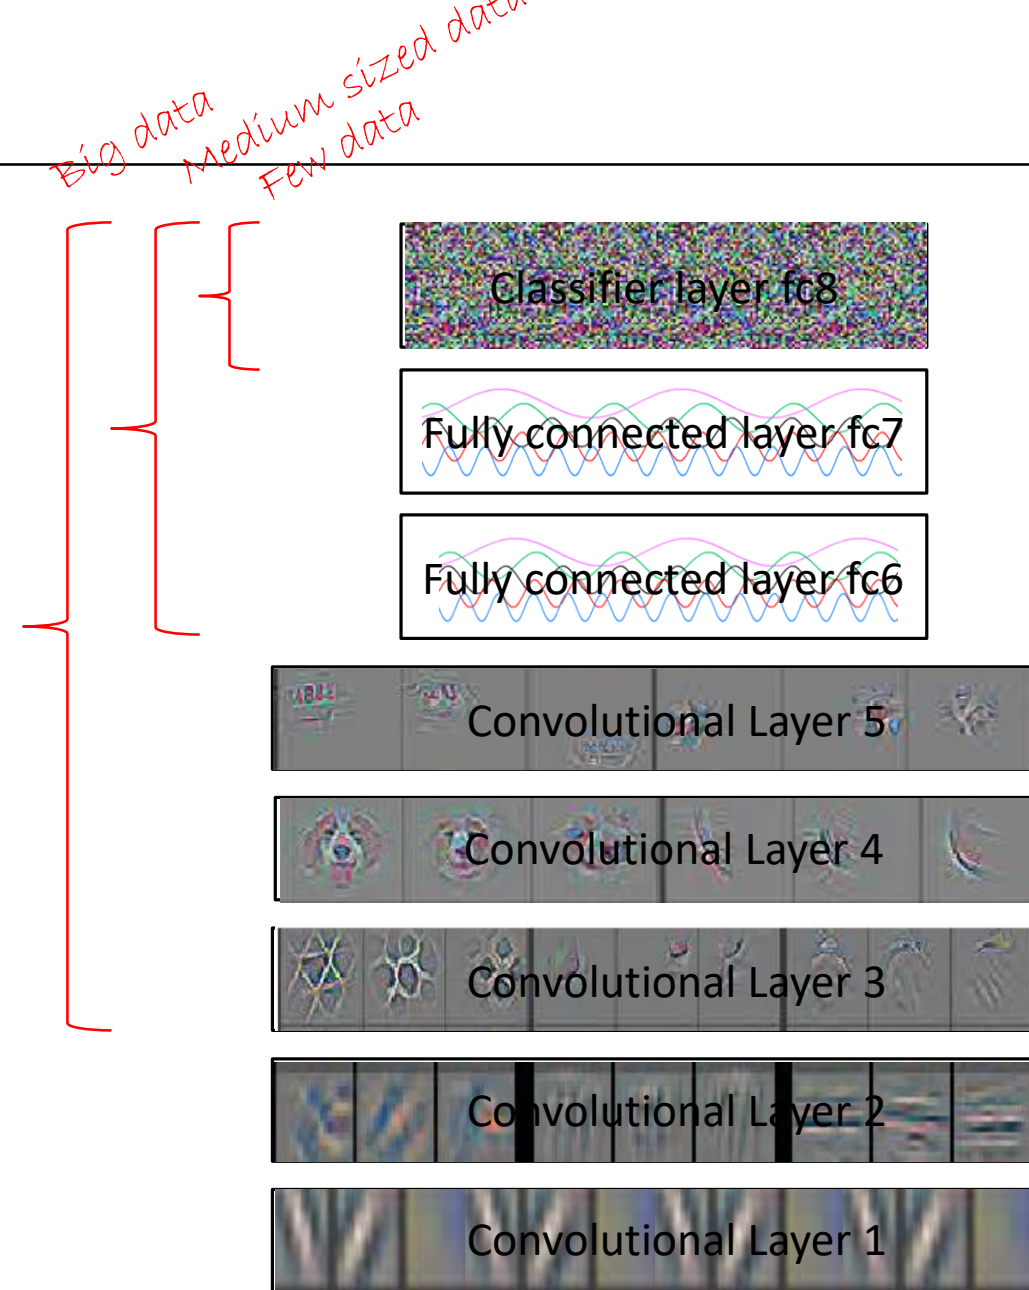 Big data
Medium sized data
Few data
Classifier layer fc8
Fully connected layer fc7
Fully connected layer fc6
Convolutional Layer 5
Convolutional Layer 4
Convolutional Layer 3
Convolutional Layer 2
Convolutional Layer 1